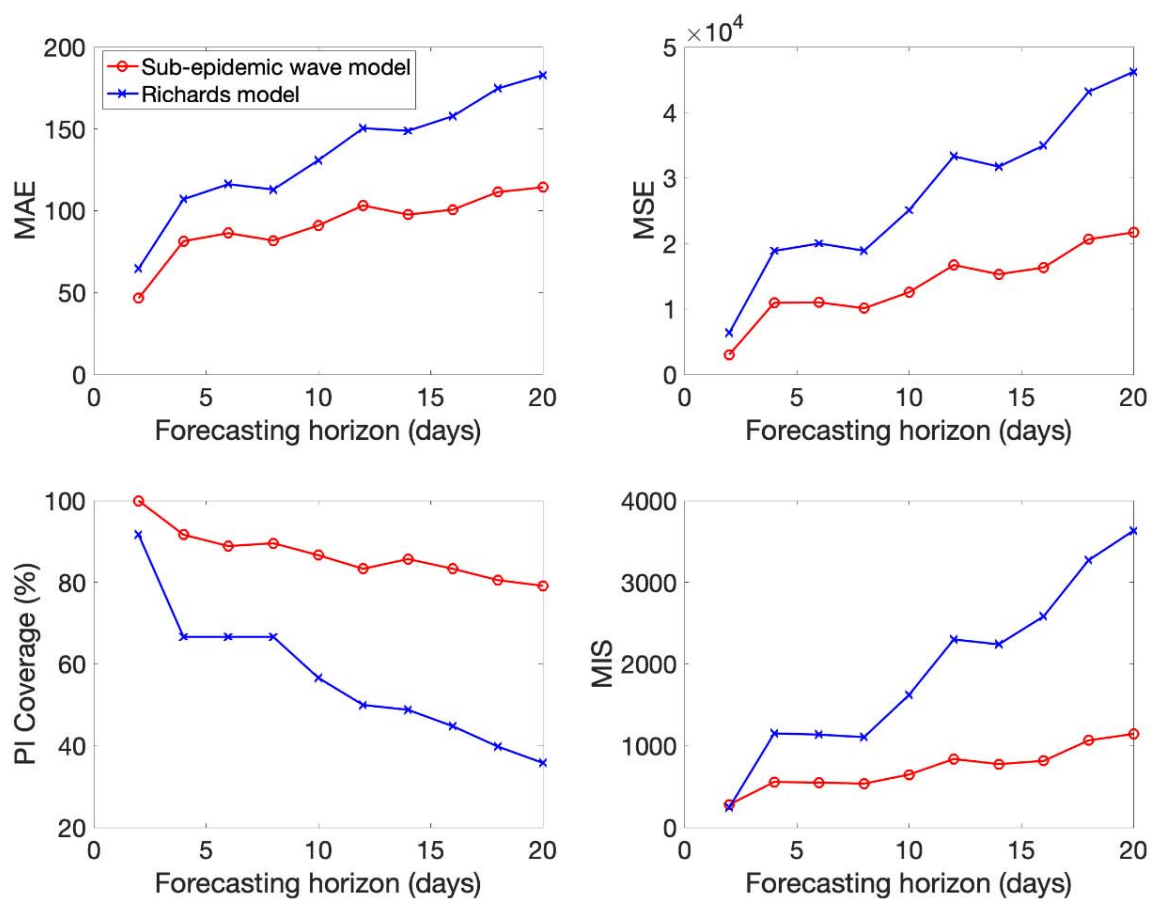 200
150
100
50
0
MAE
Sub-epidemic wave model
Richards model
0 5 10 15 20
Forecasting horizon (days)
×10⁴
5
4
3
2
1
0
MSE
0 5 10 15 20
Forecasting horizon (days)
100
80
60
40
20
PI Coverage (%)
0 5 10 15 20
Forecasting horizon (days)
4000
3000
2000
1000
0
MIS
0 5 10 15 20
Forecasting horizon (days)